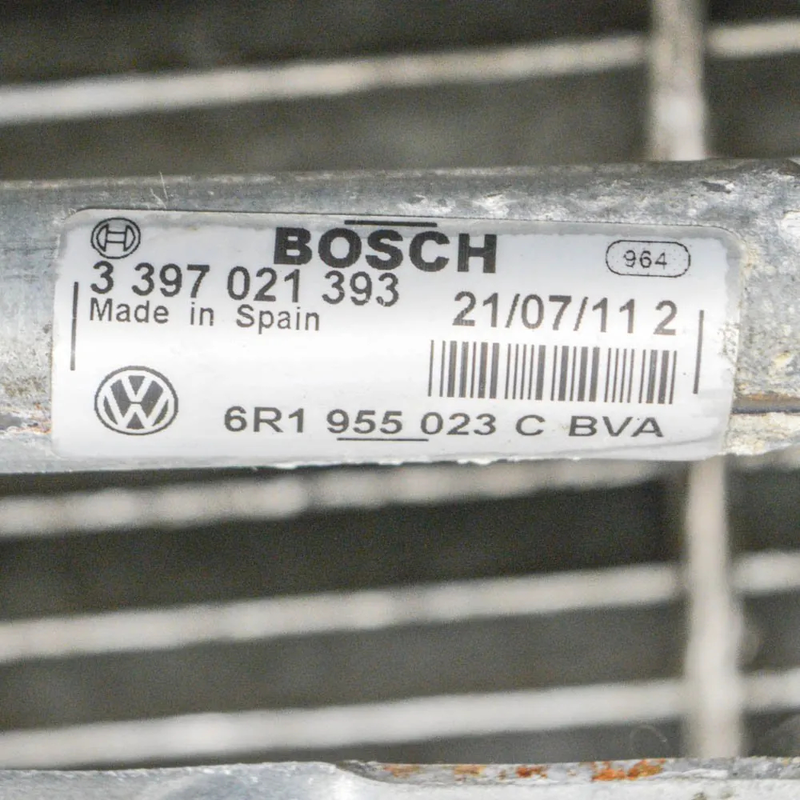 BOSCH
964
3 397 021 393
Made in Spain
21/07/11 2
6R1 955 023 C BVA